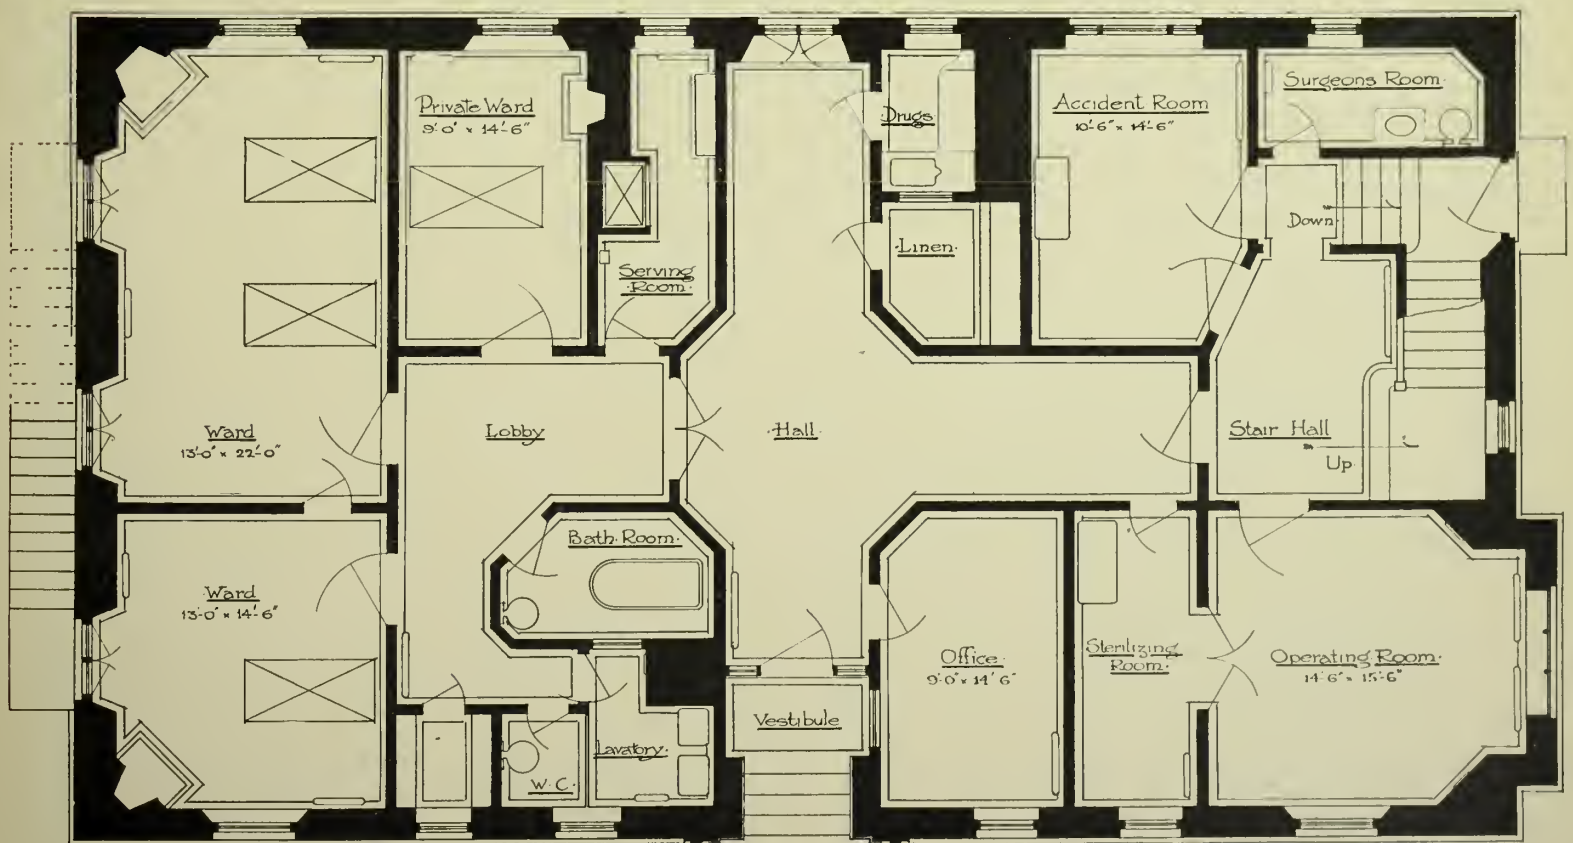 Private Ward
9'-0" × 14'-6"
Drugs
Accident Room
10'-6" × 14'-6"
Surgeons Room
Linen
Down
Serving
Room
Ward
13'-0" × 22'-0"
Lobby
Hall
Stair Hall
Up
Bath Room
Ward
13'-0" × 14'-6"
Office
9'-0" × 14'-6"
Sterilizing
Room
Operating Room
14'-6" × 15'-6"
Vestibule
Lavatory
W.C.